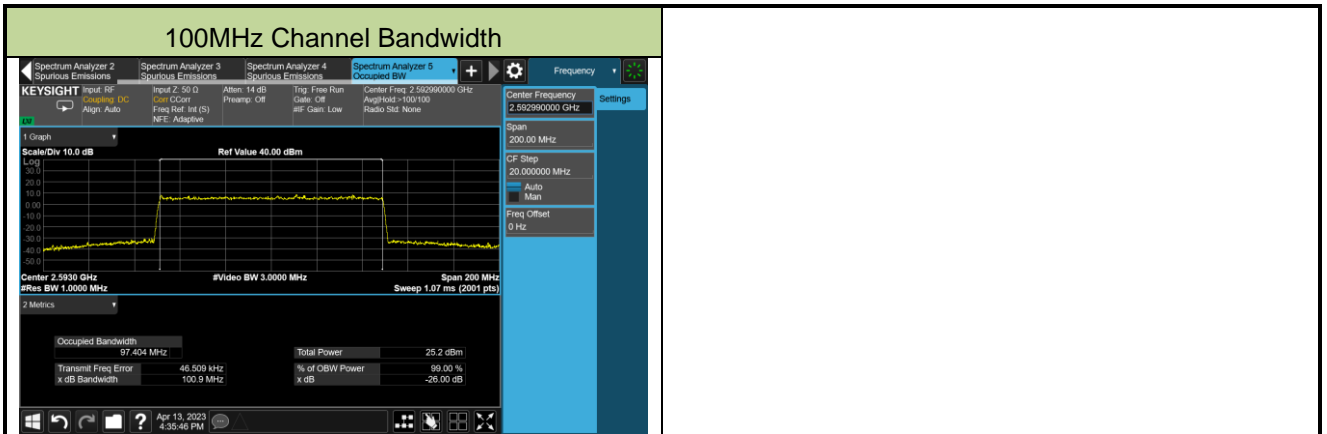 100MHz Channel Bandwidth
Spectrum Analyzer 2
Spurious Emissions
Spectrum Analyzer 3
Spurious Emissions
Spectrum Analyzer 4
Spurious Emissions
Spectrum Analyzer 5
Occupied BW
+
Frequency
KEYSIGHT
Input: RF
Coupling: DC
Align: Auto
Input Z: 50 Ω
Corr CCorr
Freq Ref: Int (S)
NFE: Adaptive
Atten: 14 dB
Preamp: Off
Trig: Free Run
Gate: Off
#IF Gain: Low
Center Freq: 2.592990000 GHz
Avg|Hold:>100/100
Radio Std: None
1 Graph
Scale/Div 10.0 dB
Ref Value 40.00 dBm
Log
30.0
20.0
10.0
0.00
-10.0
-20.0
-30.0
-40.0
-50.0
Center 2.5930 GHz
#Video BW 3.0000 MHz
Span 200 MHz
#Res BW 1.0000 MHz
Sweep 1.07 ms (2001 pts)
2 Metrics
Occupied Bandwidth
97.404 MHz
Total Power 25.2 dBm
Transmit Freq Error 46.509 kHz
% of OBW Power 99.00 %
x dB Bandwidth 100.9 MHz
x dB -26.00 dB
Center Frequency
2.592990000 GHz
Settings
Span
200.00 MHz
CF Step
20.000000 MHz
Auto
Man
Freq Offset
0 Hz
?
Apr 13, 2023
4:35:46 PM